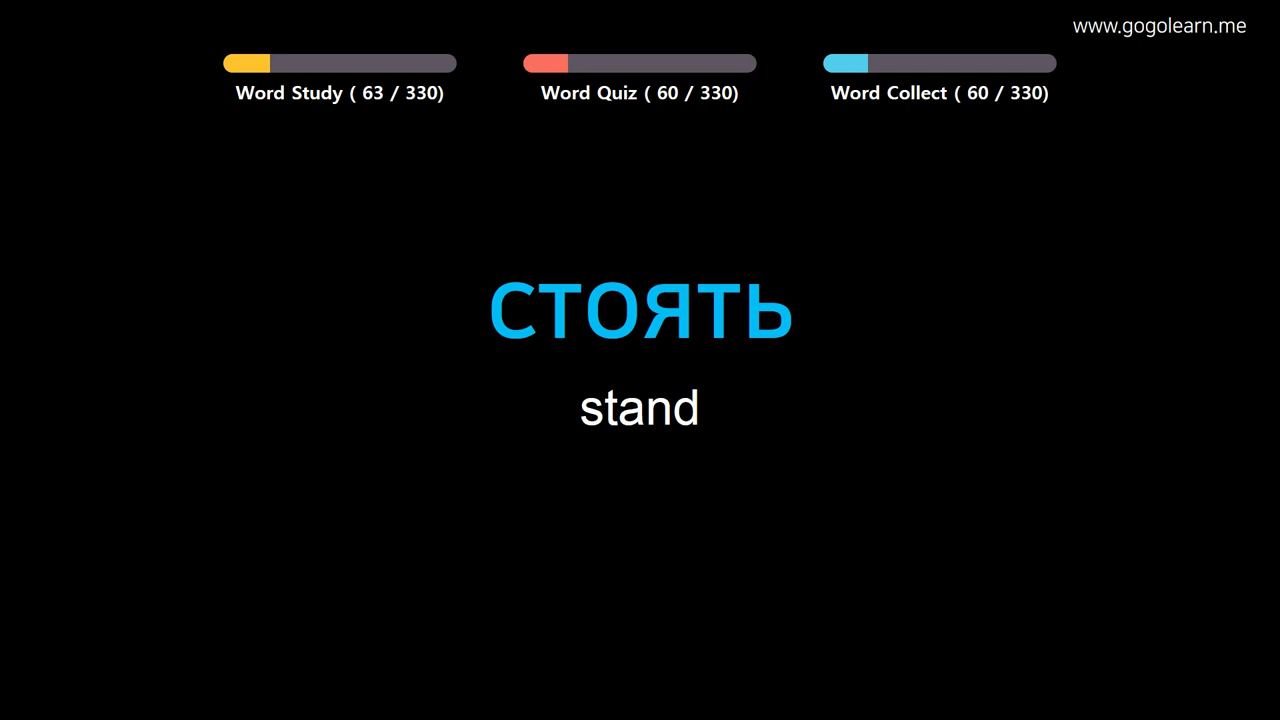 www.gogolearn.me
Word Study ( 63 / 330)
Word Quiz ( 60 / 330)
Word Collect ( 60 / 330)
стоять
stand